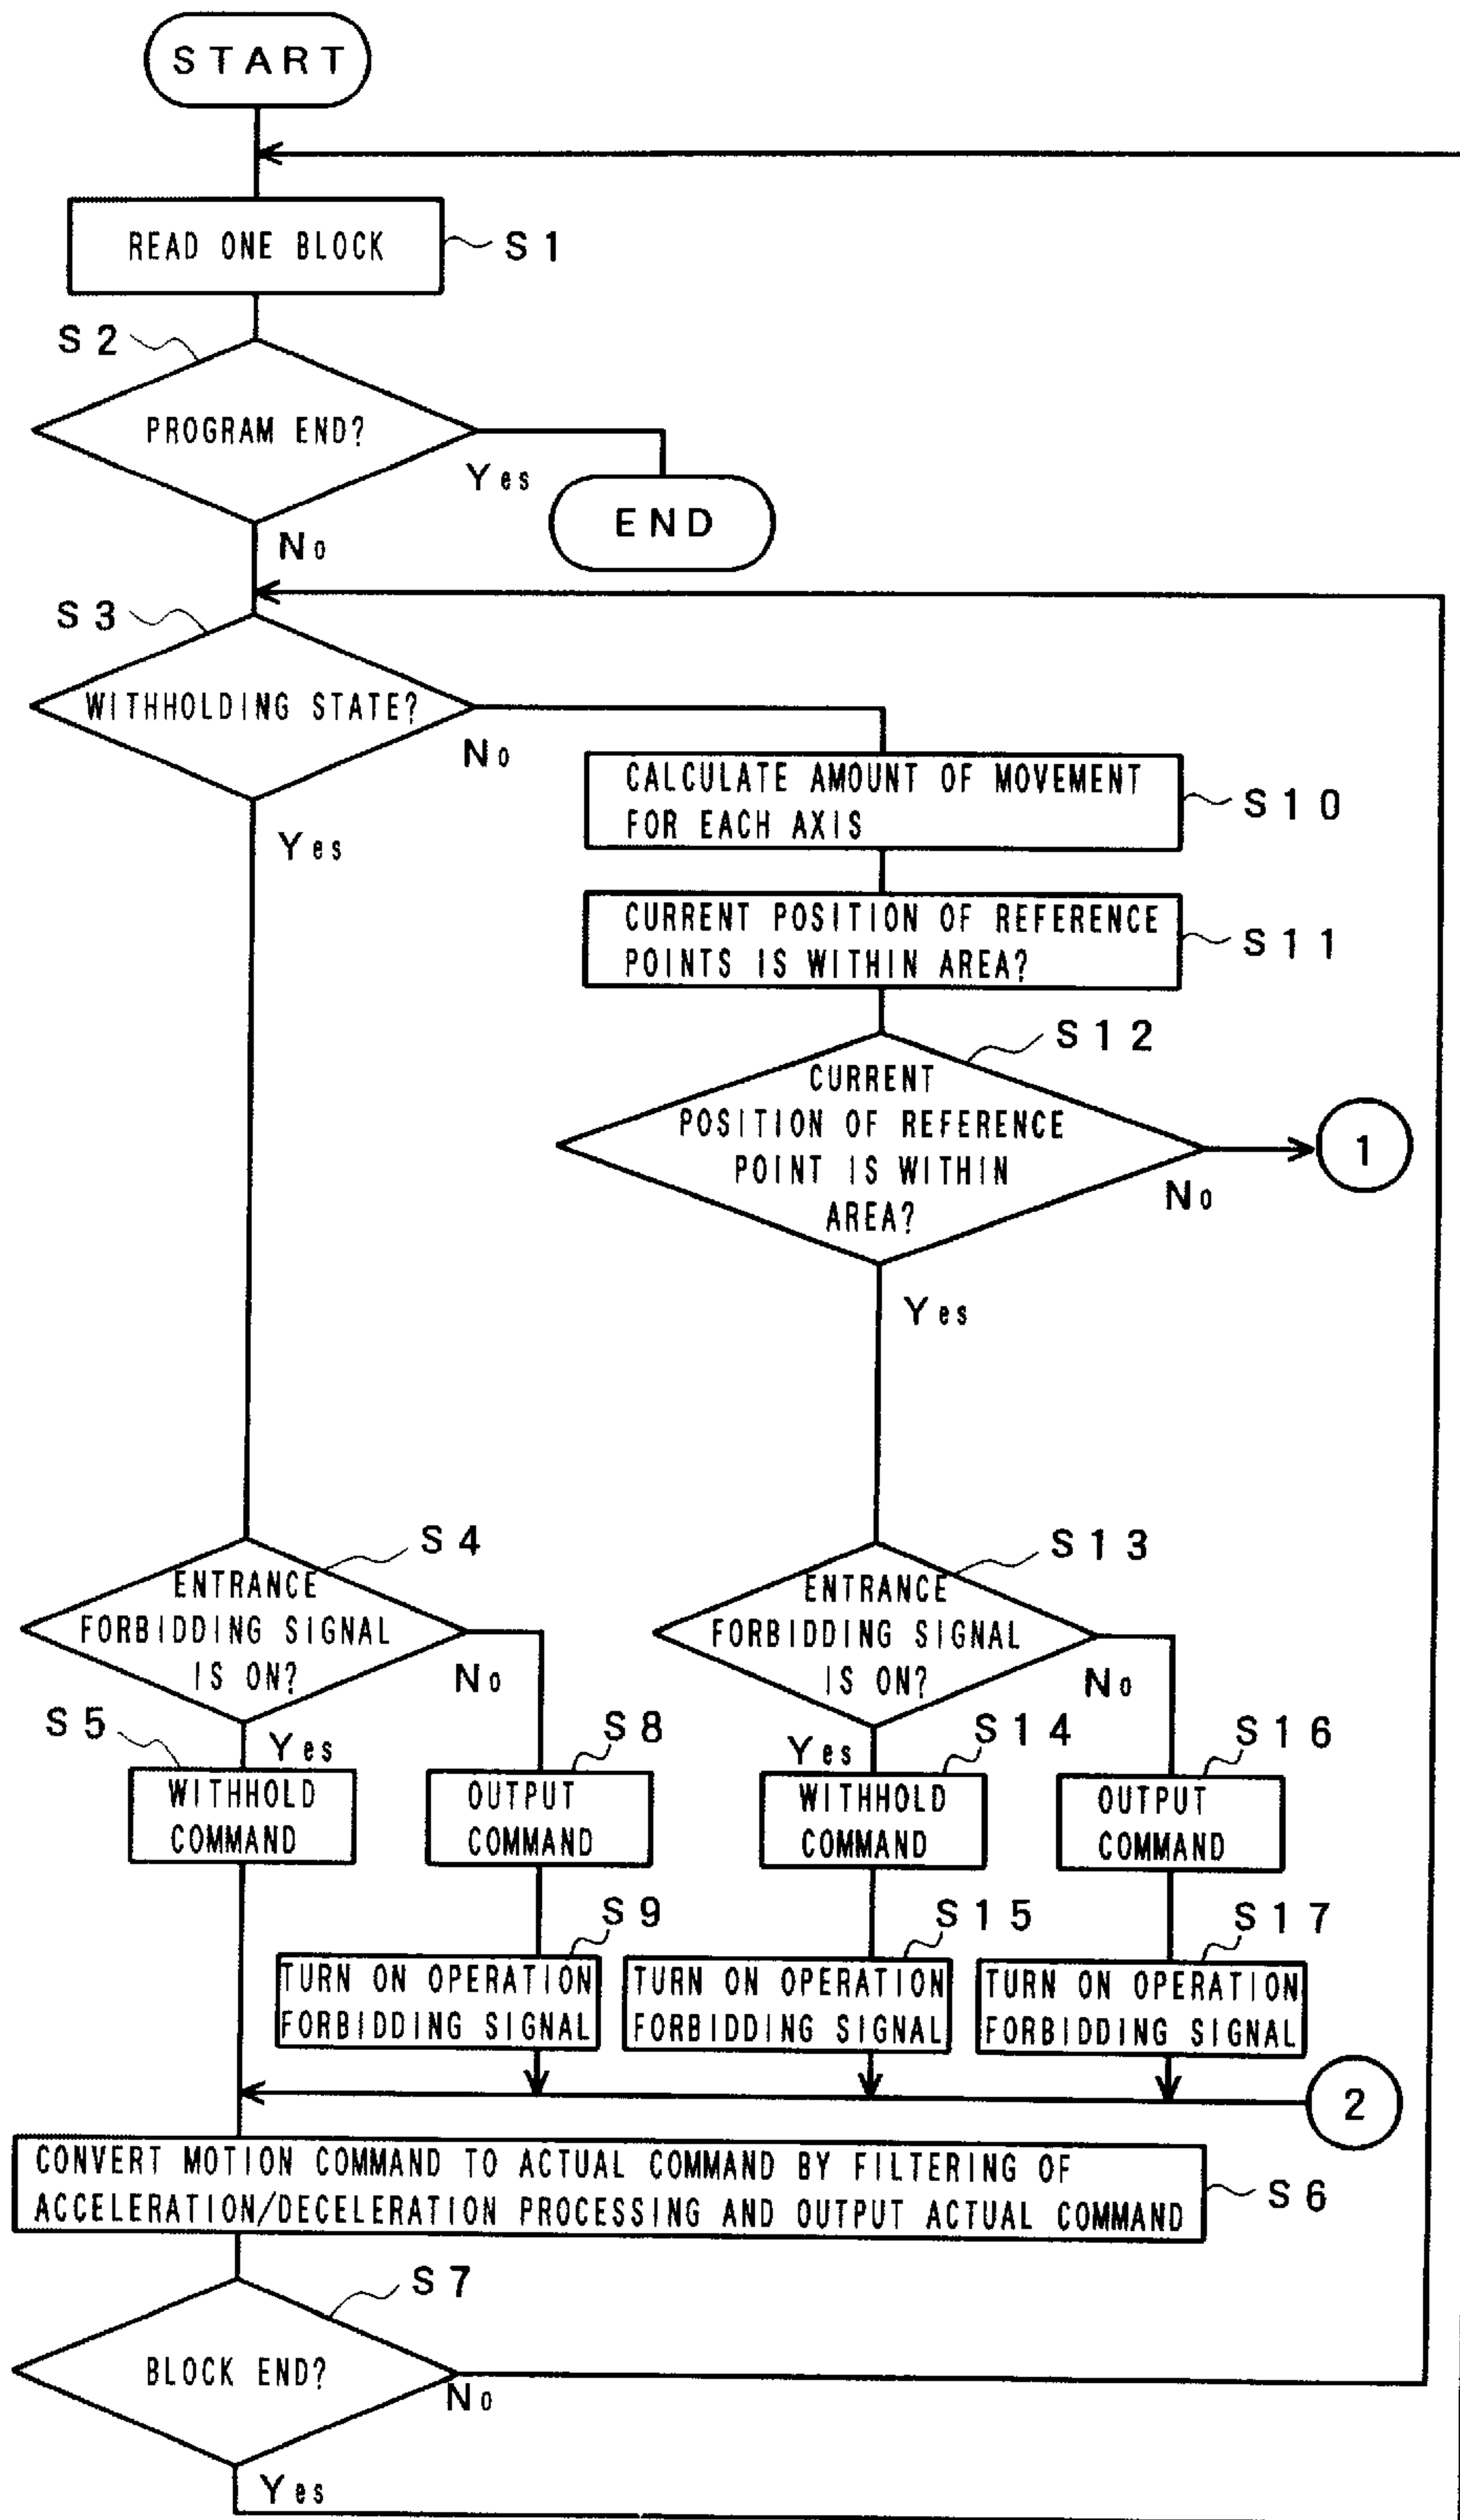 START
READ ONE BLOCK
S1
S2
PROGRAM END?
Yes
END
No
S3
WITHHOLDING STATE?
No
Yes
CALCULATE AMOUNT OF MOVEMENT
FOR EACH AXIS
S10
CURRENT POSITION OF REFERENCE
POINTS IS WITHIN AREA?
S11
S12
CURRENT
POSITION OF REFERENCE
POINT IS WITHIN
AREA?
No
1
Yes
S4
ENTRANCE
FORBIDDING SIGNAL
IS ON?
No
Yes
S13
ENTRANCE
FORBIDDING SIGNAL
IS ON?
No
Yes
S5
WITHHOLD
COMMAND
S8
OUTPUT
COMMAND
S14
WITHHOLD
COMMAND
S16
OUTPUT
COMMAND
S9
TURN ON OPERATION
FORBIDDING SIGNAL
S15
TURN ON OPERATION
FORBIDDING SIGNAL
S17
TURN ON OPERATION
FORBIDDING SIGNAL
2
CONVERT MOTION COMMAND TO ACTUAL COMMAND BY FILTERING OF
ACCELERATION/DECELERATION PROCESSING AND OUTPUT ACTUAL COMMAND
S6
S7
BLOCK END?
No
Yes